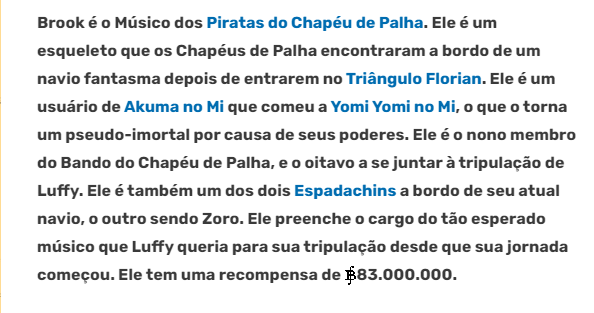 Brook é o Músico dos Piratas do Chapéu de Palha. Ele é um
esqueleto que os Chapéus de Palha encontraram a bordo de um
navio fantasma depois de entrarem no Triângulo Florian. Ele é um
usuário de Akuma no Mi que comeu a Yomi Yomi no Mi, o que o torna
um pseudo-imortal por causa de seus poderes. Ele é o nono membro
do Bando do Chapéu de Palha, e o oitavo a se juntar à tripulação de
Luffy. Ele é também um dos dois Espadachins a bordo de seu atual
navio, o outro sendo Zoro. Ele preenche o cargo do tão esperado
músico que Luffy queria para sua tripulação desde que sua jornada
começou. Ele tem uma recompensa de 83.000.000.